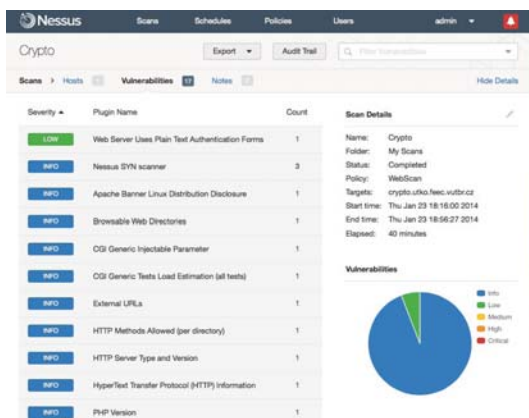 Nessus Scans Schedules Policies Users admin
Crypto Export Audit Trail Filter Vulnerabilities
Scans > Hosts Vulnerabilities 17 Notes Hide Details
Severity Plugin Name Count
LOW Web Server Uses Plain Text Authentication Forms 1
INFO Nessus SYN scanner 3
INFO Apache Banner Linux Distribution Disclosure 1
INFO Browsable Web Directories 1
INFO CGI Generic Injectable Parameter 1
INFO CGI Generic Tests Load Estimation (all tests) 1
INFO External URLs 1
INFO HTTP Methods Allowed (per directory) 1
INFO HTTP Server Type and Version 1
INFO HyperText Transfer Protocol (HTTP) Information 1
INFO PHP Version 1
Scan Details
Name: Crypto
Folder: My Scans
Status: Completed
Policy: WebScan
Targets: crypto.utko.feec.vutbr.cz
Start time: Thu Jan 23 18:16:00 2014
End time: Thu Jan 23 18:56:27 2014
Elapsed: 40 minutes
Vulnerabilities
Info
Low
Medium
High
Critical